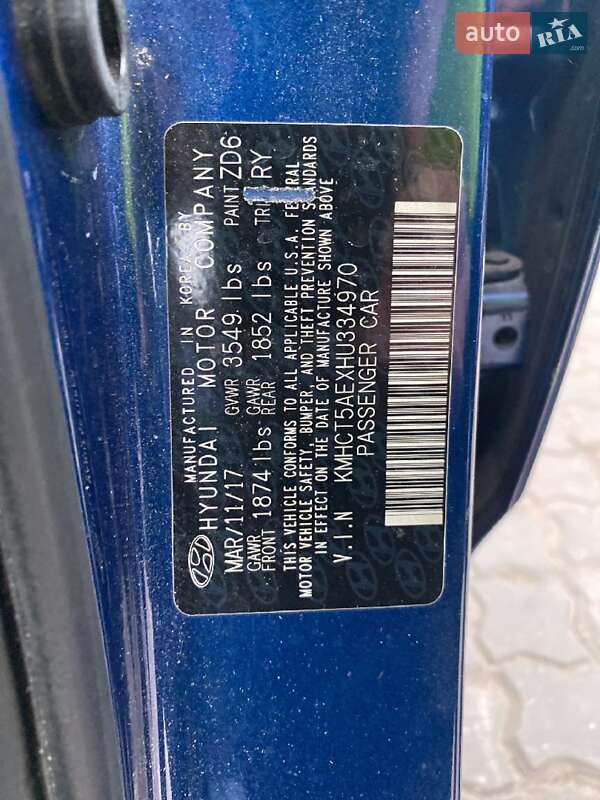 auto RIA.com
MANUFACTURED IN KOREA BY
HYUNDAI MOTOR COMPANY
MAR/11/17 GVWR 3549 lbs PAINT ZD6
GAWR FRONT 1874 lbs GAWR REAR 1852 lbs TRIM RY
THIS VEHICLE CONFORMS TO ALL APPLICABLE U.S.A. FEDERAL
MOTOR VEHICLE SAFETY, BUMPER, AND THEFT PREVENTION STANDARDS
IN EFFECT ON THE DATE OF MANUFACTURE SHOWN ABOVE
V.I.N KMHCT5AEXHU334970
PASSENGER CAR